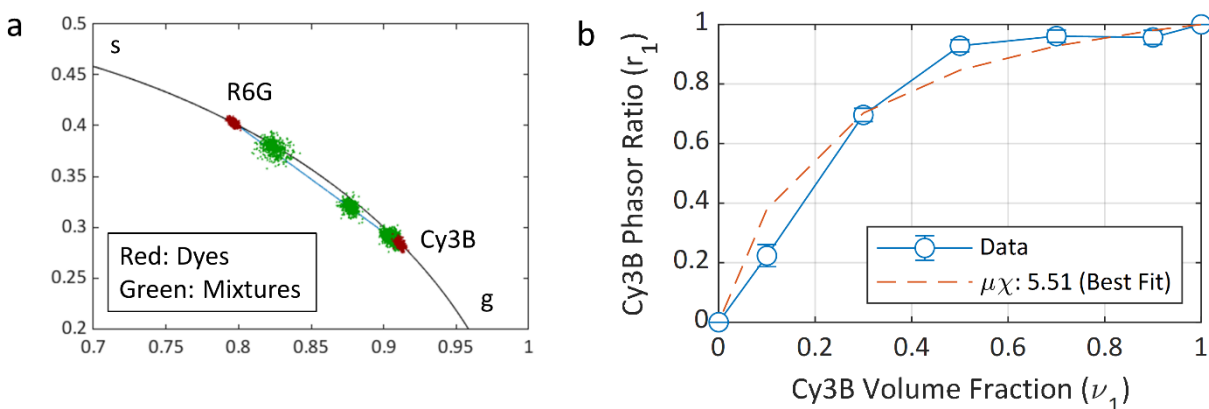 a
0.5
0.45
0.4
0.35
0.3
0.25
0.2
0.7
0.75
0.8
0.85
0.9
0.95
1
s
R6G
Cy3B
g
Red: Dyes
Green: Mixtures
b
Cy3B Phasor Ratio (r₁)
1
0.8
0.6
0.4
0.2
0
0
0.2
0.4
0.6
0.8
1
Data
μχ: 5.51 (Best Fit)
Cy3B Volume Fraction (ν₁)